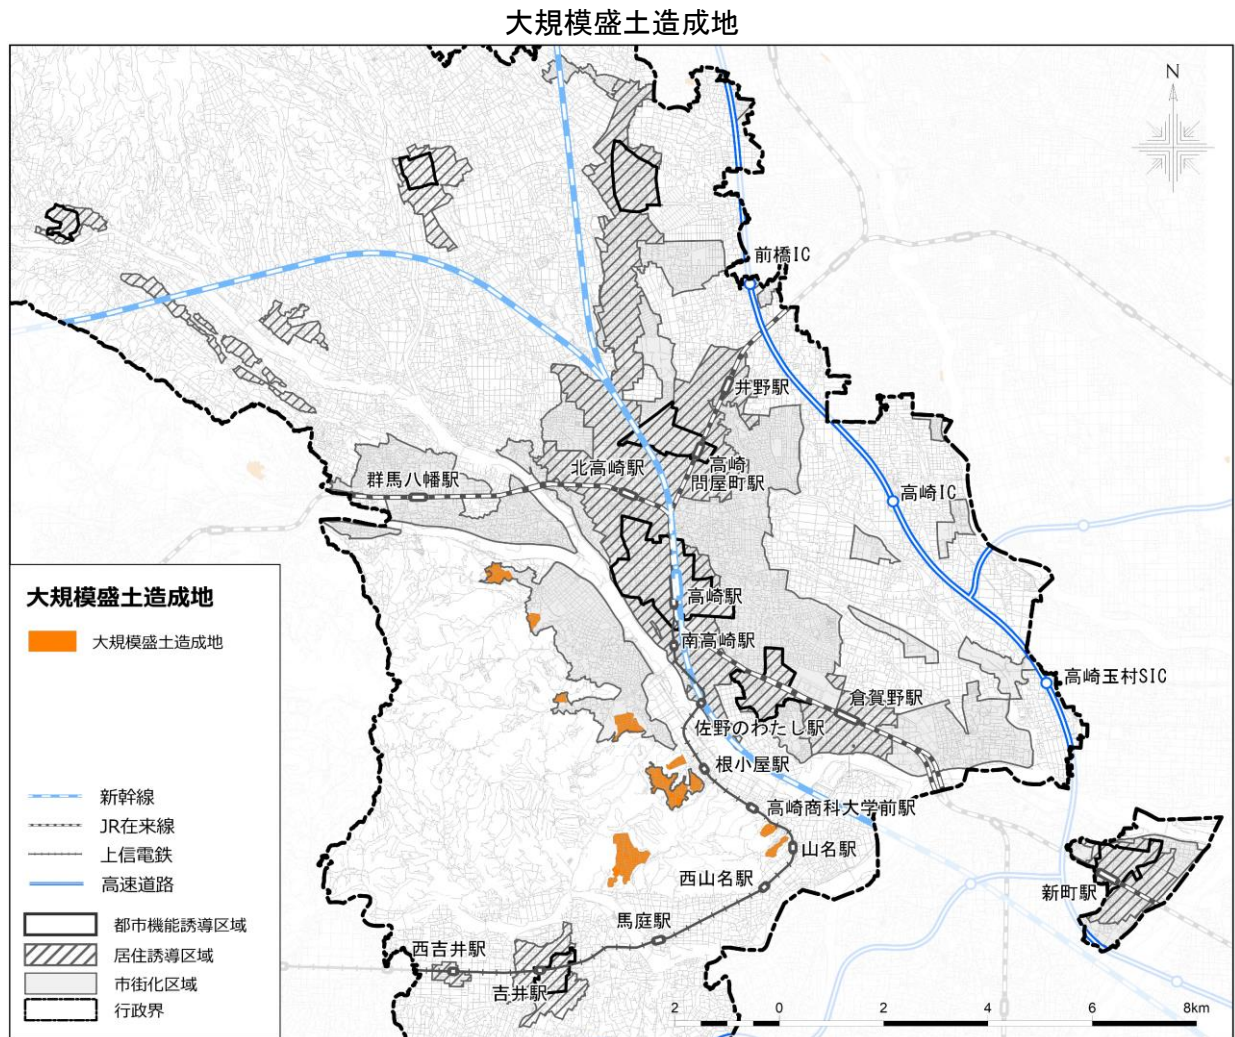 大規模盛土造成地
N
前橋IC
井野駅
群馬八幡駅
北高崎駅
高崎
問屋町駅
高崎IC
大規模盛土造成地
大規模盛土造成地
高崎駅
南高崎駅
高崎玉村SIC
倉賀野駅
佐野のわたし駅
根小屋駅
新幹線
高崎商科大学前駅
JR在来線
山名駅
上信電鉄
西山名駅
高速道路
新町駅
馬庭駅
都市機能誘導区域
西吉井駅
居住誘導区域
市街化区域
吉井駅
行政界
2 0 2 4 6 8km